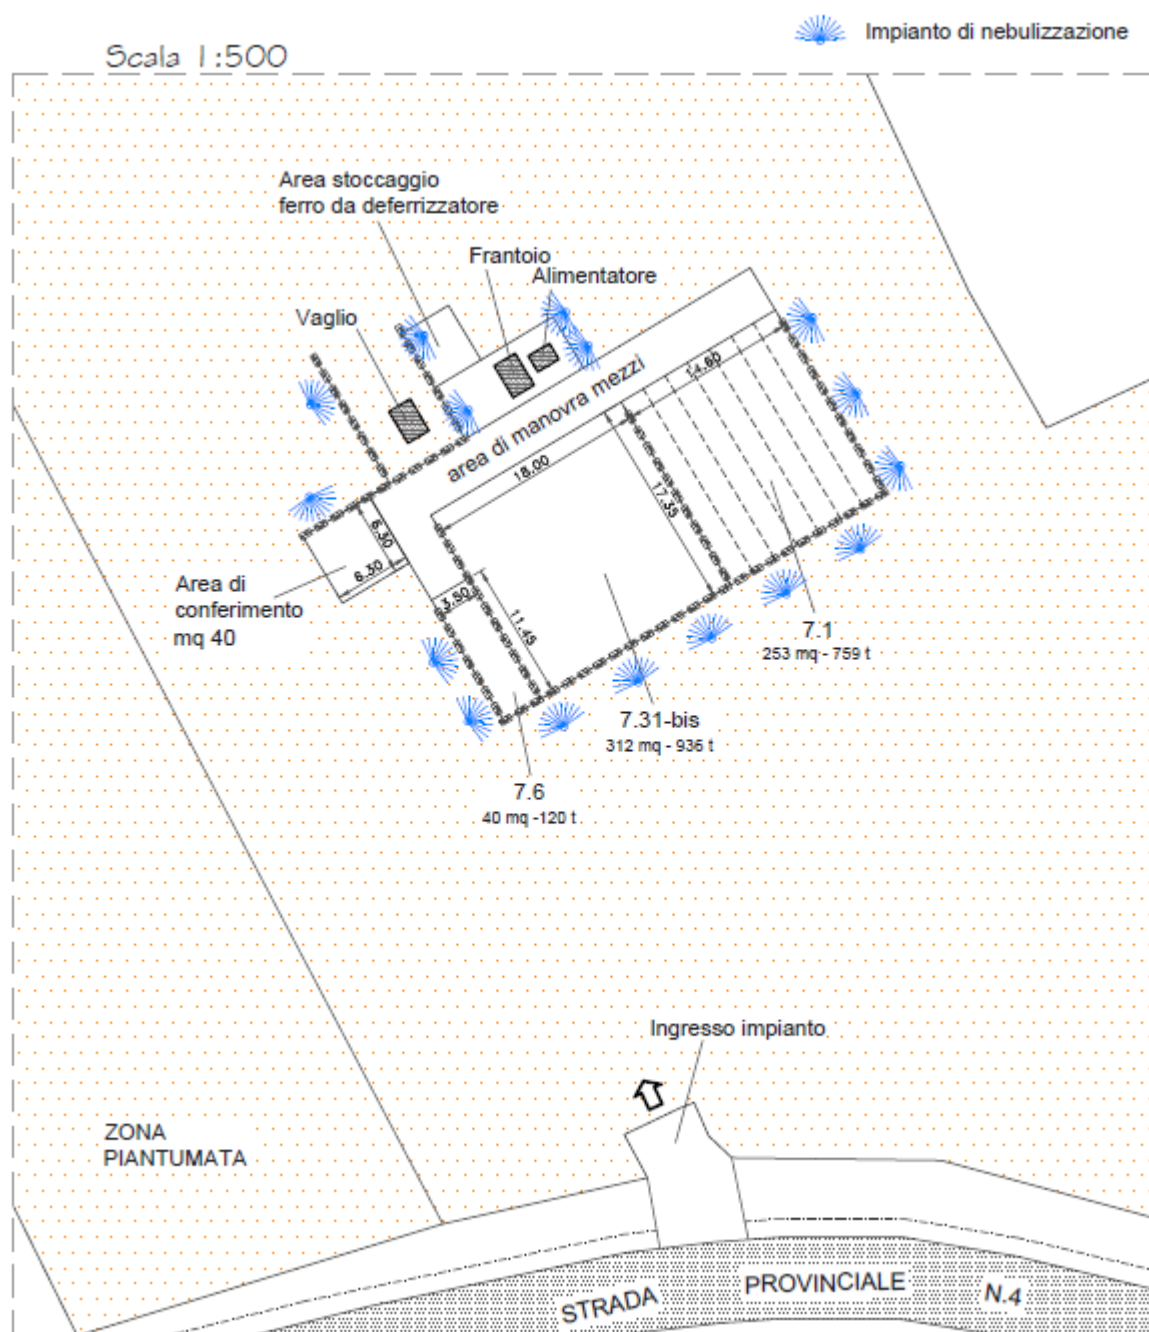 Impianto di nebulizzazione
Scala 1:500
Area stoccaggio
ferro da deferrizzatore
Frantoio
Alimentatore
Vaglio
14.60
area di manovra mezzi
18.00
17.35
6.30
6.30
Area di
conferimento
mq 40
3.50
11.45
7.1
253 mq - 759 t
7.31-bis
312 mq - 936 t
7.6
40 mq -120 t
Ingresso impianto
ZONA
PIANTUMATA
STRADA PROVINCIALE N.4